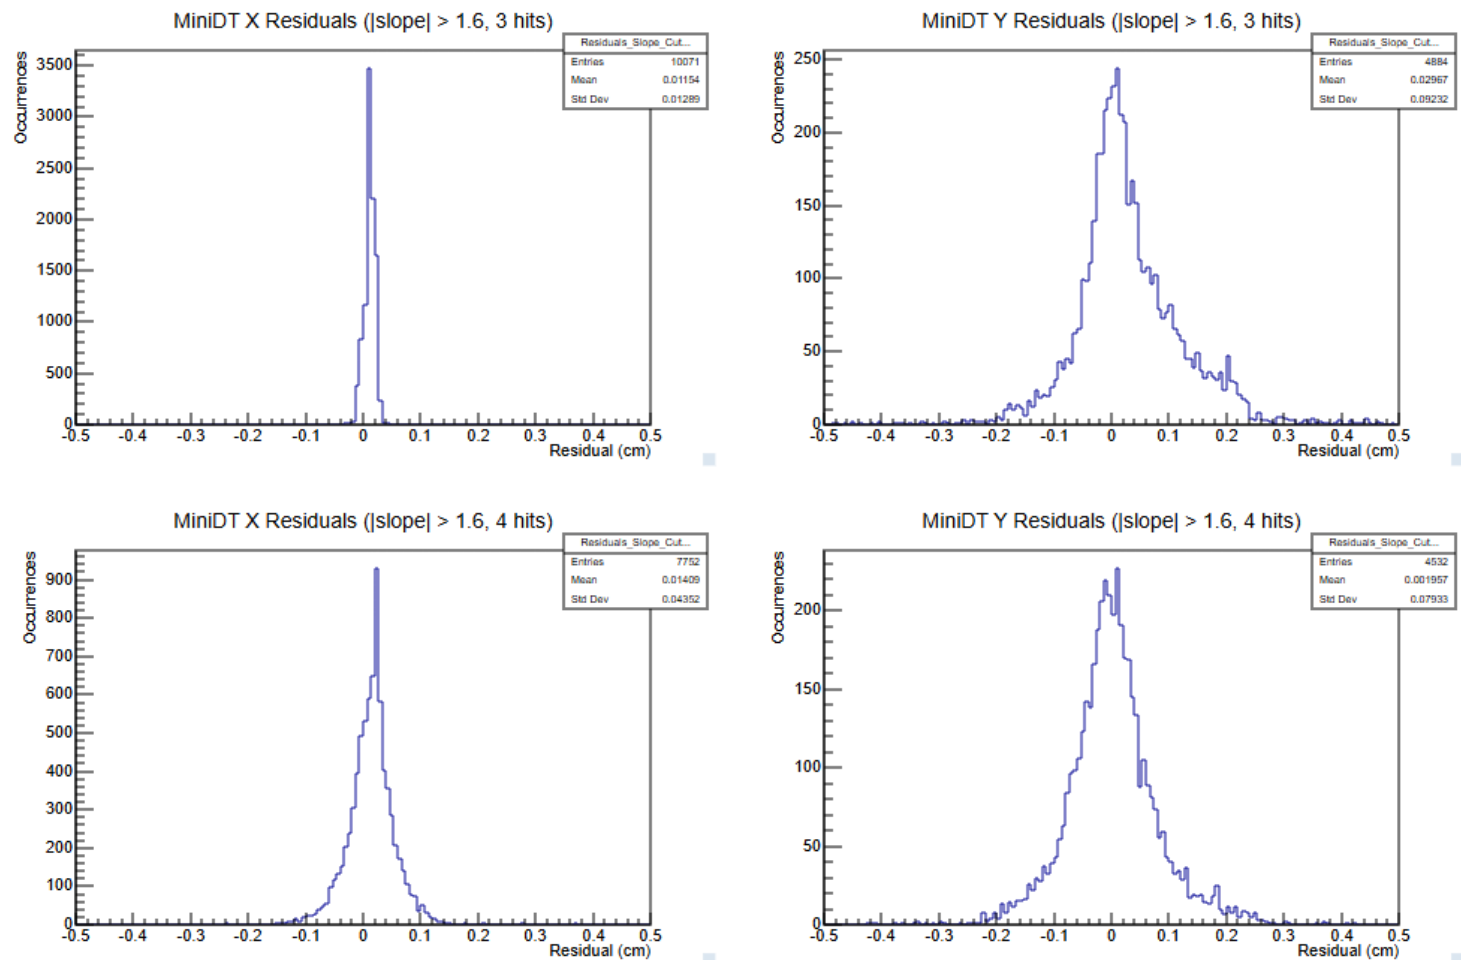 MiniDT X Residuals (|slope| > 1.6, 3 hits)
Occurrences
3500
3000
2500
2000
1500
1000
500
0
-0.5 -0.4 -0.3 -0.2 -0.1 0 0.1 0.2 0.3 0.4 0.5
Residual (cm)
Residuals_Slope_Cut...
Entries 10071
Mean 0.01154
Std Dev 0.01289
MiniDT Y Residuals (|slope| > 1.6, 3 hits)
Occurrences
250
200
150
100
50
0
-0.5 -0.4 -0.3 -0.2 -0.1 0 0.1 0.2 0.3 0.4 0.5
Residual (cm)
Residuals_Slope_Cut...
Entries 4884
Mean 0.02967
Std Dev 0.09232
MiniDT X Residuals (|slope| > 1.6, 4 hits)
Occurrences
900
800
700
600
500
400
300
200
100
0
-0.5 -0.4 -0.3 -0.2 -0.1 0 0.1 0.2 0.3 0.4 0.5
Residual (cm)
Residuals_Slope_Cut...
Entries 7752
Mean 0.01409
Std Dev 0.04352
MiniDT Y Residuals (|slope| > 1.6, 4 hits)
Occurrences
200
150
100
50
0
-0.5 -0.4 -0.3 -0.2 -0.1 0 0.1 0.2 0.3 0.4 0.5
Residual (cm)
Residuals_Slope_Cut...
Entries 4532
Mean 0.001957
Std Dev 0.07933